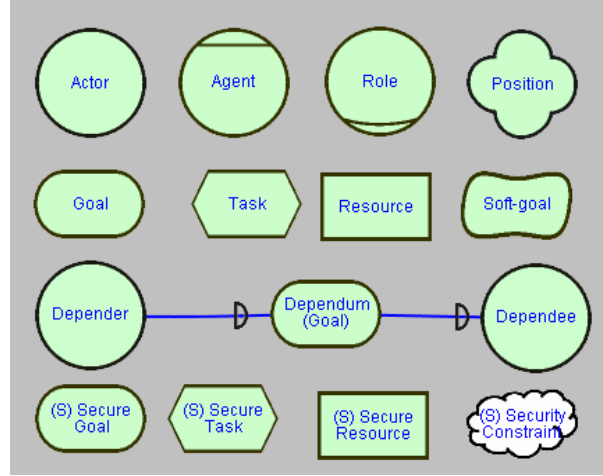 Actor
Agent
Role
Position
Goal
Task
Resource
Soft-goal
Depender
Dependum
(Goal)
Dependee
(S) Secure
Goal
(S) Secure
Task
(S) Secure
Resource
(S) Security
Constraint